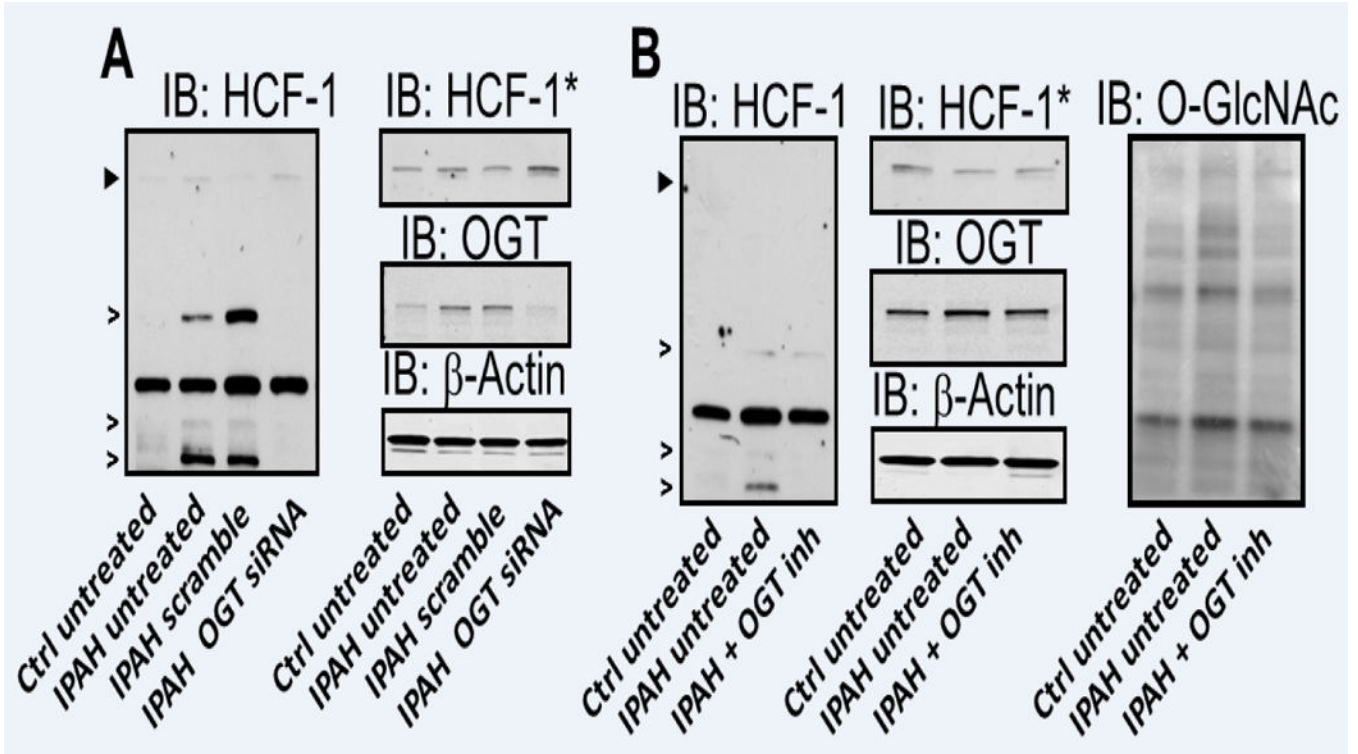 A
IB: HCF-1
IB: HCF-1*
IB: OGT
IB: β-Actin
Ctrl untreated
IPAH untreated
IPAH scramble
IPAH OGT siRNA
Ctrl untreated
IPAH untreated
IPAH scramble
IPAH OGT siRNA
B
IB: HCF-1
IB: HCF-1*
IB: O-GlcNAc
IB: OGT
IB: β-Actin
Ctrl untreated
IPAH untreated
IPAH + OGT inh
Ctrl untreated
IPAH untreated
IPAH + OGT inh
Ctrl untreated
IPAH untreated
IPAH + OGT inh